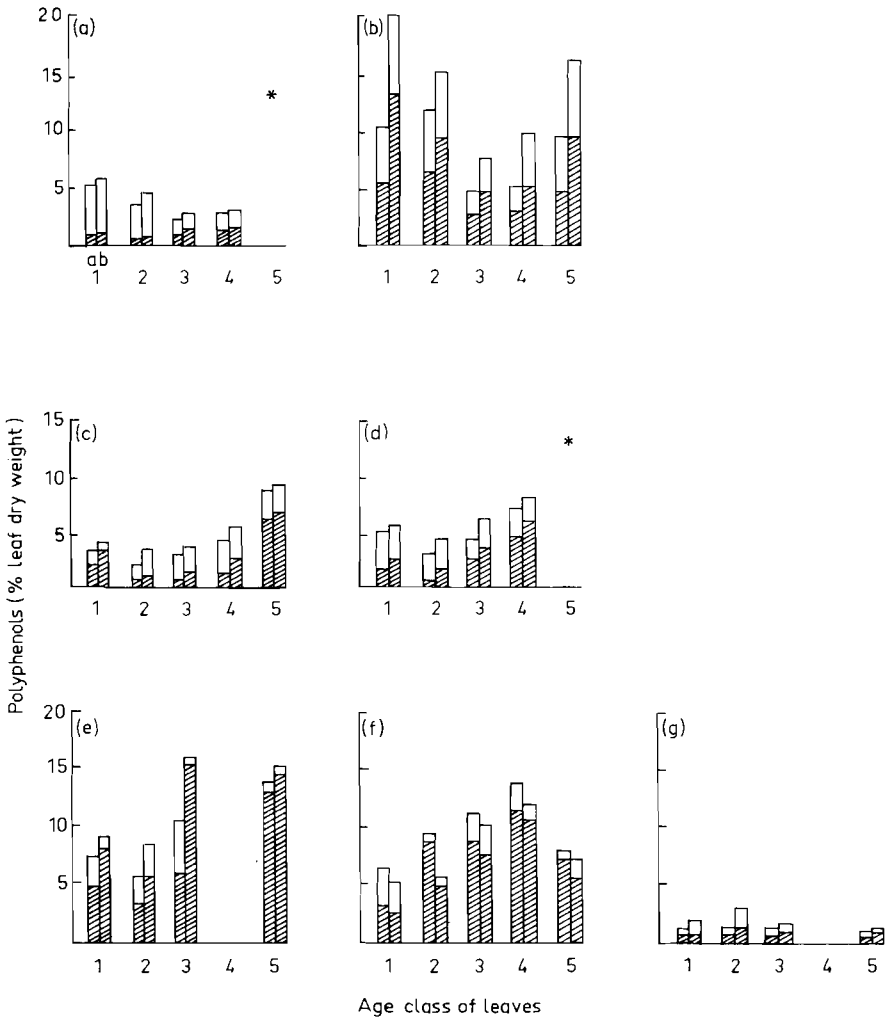 20 (a) (b)
15
*
10
5
ab
1 2 3 4 5 1 2 3 4 5
Polyphenols (% leaf dry weight)
15 (c) (d)
*
10
5
1 2 3 4 5 1 2 3 4 5
20 (e) (f) (g)
15
10
5
1 2 3 4 5 1 2 3 4 5 1 2 3 4 5
Age class of leaves